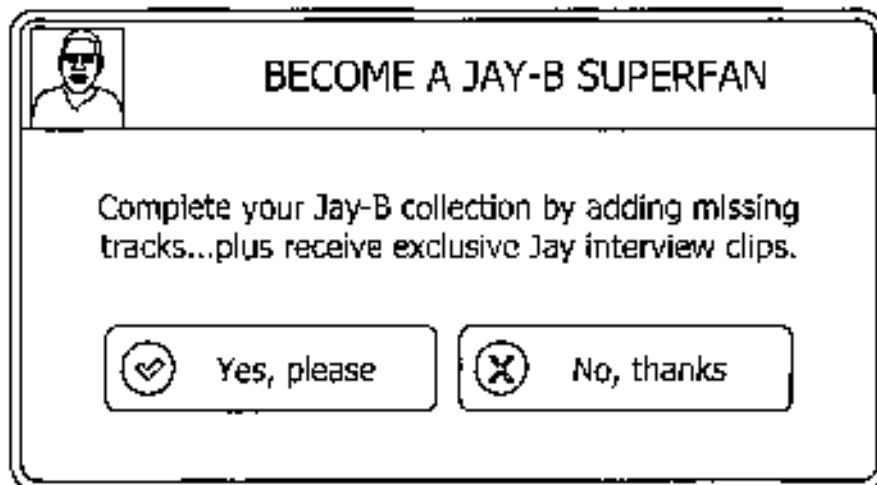 BECOME A JAY-B SUPERFAN
Complete your Jay-B collection by adding missing
tracks...plus receive exclusive Jay interview clips.
Yes, please
No, thanks